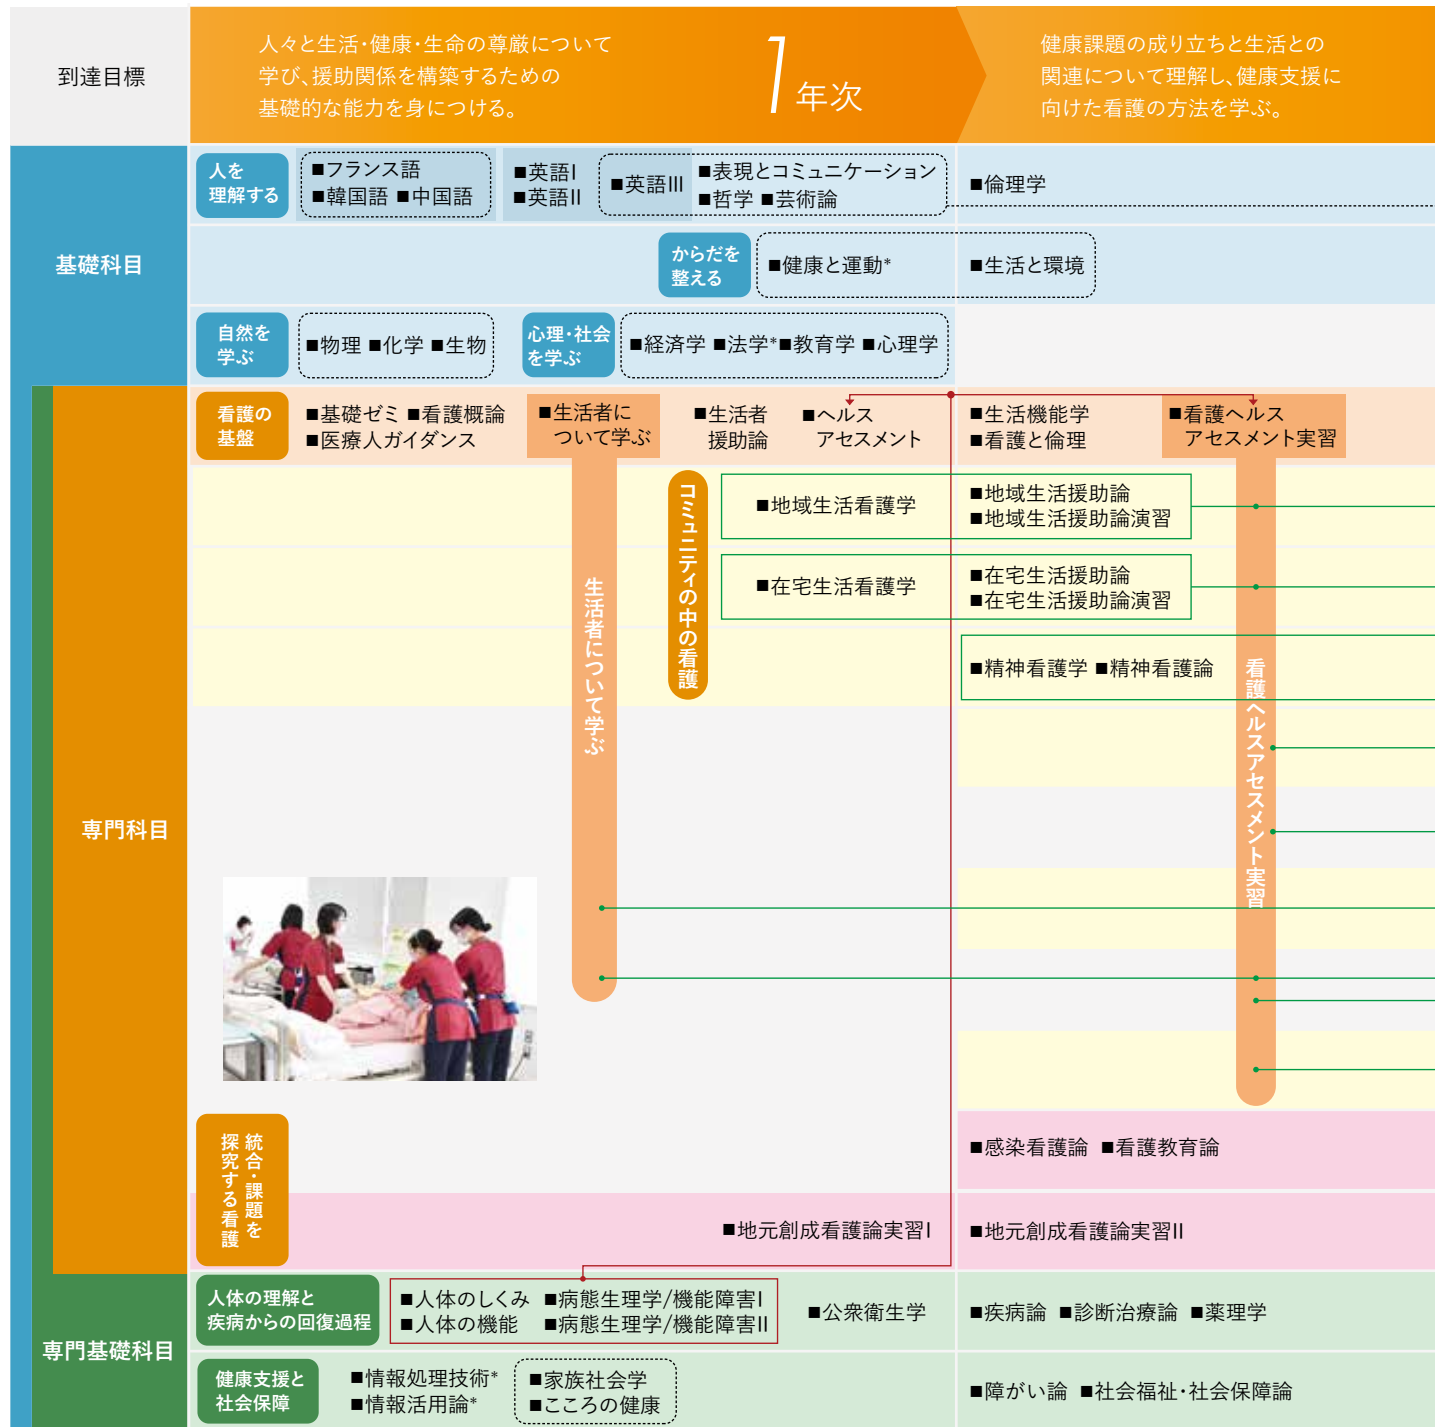 到達目標
人々と生活・健康・生命の尊厳について
学び、援助関係を構築するための
基礎的な能力を身につける。
1年次
健康課題の成り立ちと生活との
関連について理解し、健康支援に
向けた看護の方法を学ぶ。
基礎科目
人を
理解する
■フランス語
■韓国語 ■中国語
■英語I
■英語II
■英語III
■表現とコミュニケーション
■哲学 ■芸術論
■倫理学
からだを
整える
■健康と運動*
■生活と環境
自然を
学ぶ
■物理 ■化学 ■生物
心理・社会
を学ぶ
■経済学 ■法学*■教育学 ■心理学
専門科目
看護の
基盤
■基礎ゼミ ■看護概論
■医療人ガイダンス
■生活者に
ついて学ぶ
■生活者
援助論
■ヘルス
アセスメント
■生活機能学
■看護と倫理
■看護ヘルス
アセスメント実習
生活者について学ぶ
コミュニティの中の看護
■地域生活看護学
■地域生活援助論
■地域生活援助論演習
■在宅生活看護学
■在宅生活援助論
■在宅生活援助論演習
■精神看護学 ■精神看護論
看護ヘルスアセスメント実習
統合・課題を
探究する看護
■感染看護論 ■看護教育論
■地元創成看護論実習I
■地元創成看護論実習II
専門基礎科目
人体の理解と
疾病からの回復過程
■人体のしくみ ■病態生理学/機能障害I
■人体の機能 ■病態生理学/機能障害II
■公衆衛生学
■疾病論 ■診断治療論 ■薬理学
健康支援と
社会保障
■情報処理技術*
■情報活用論*
■家族社会学
■こころの健康
■障がい論 ■社会福祉・社会保障論